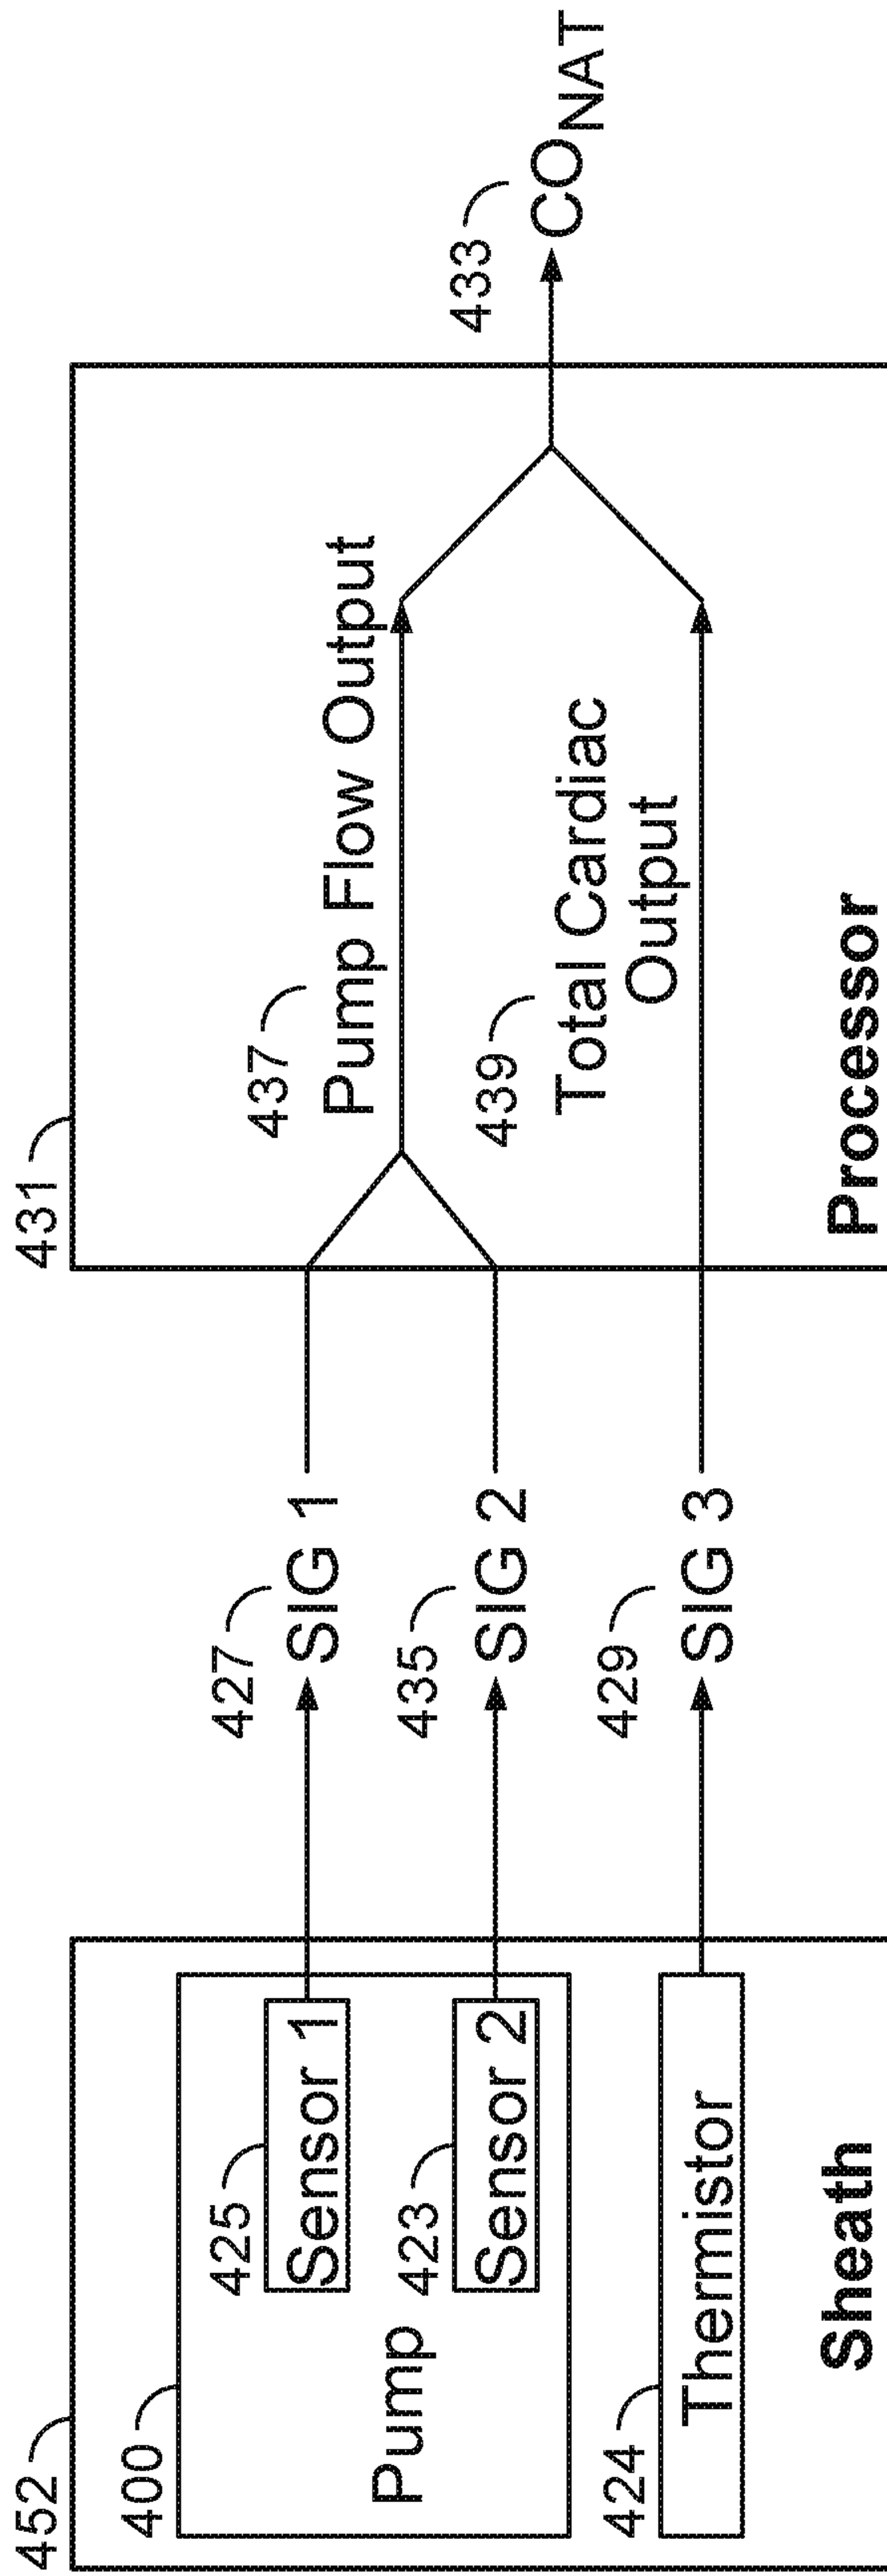 452
400
425
Sensor 1
423
Sensor 2
Pump
424
Thermistor
Sheath
427
SIG 1
435
SIG 2
429
SIG 3
431
437
Pump Flow Output
439
Total Cardiac
Output
Processor
433
CONAT